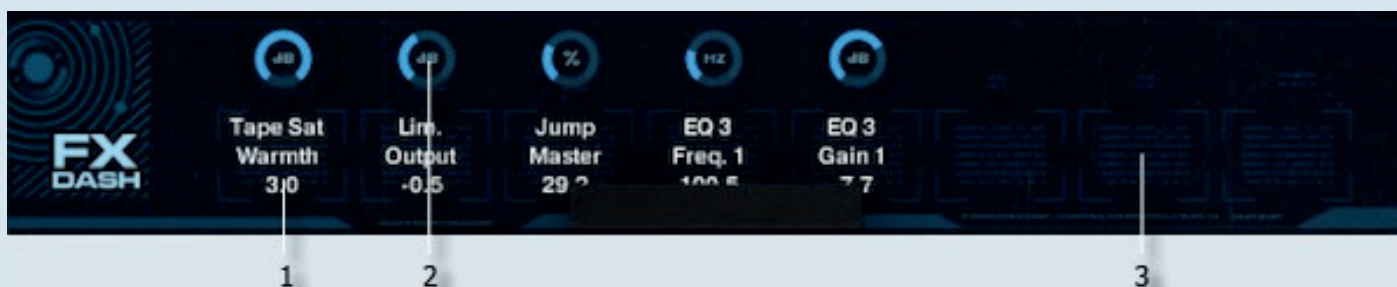 FX
DASH
dB
Tape Sat
Warmth
3.0
dB
Lim.
Output
-0.5
%
Jump
Master
HZ
EQ 3
Freq. 1
dB
EQ 3
Gain 1
1
2
3